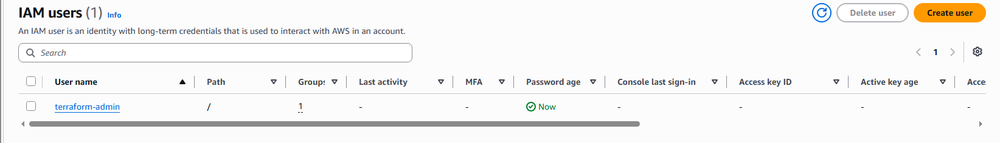 IAM users (1) Info
Delete user
Create user
An IAM user is an identity with long-term credentials that is used to interact with AWS in an account.
Search
1
User name Path Groups Last activity MFA Password age Console last sign-in Access key ID Active key age Acces
terraform-admin / 1 - - Now - - - -